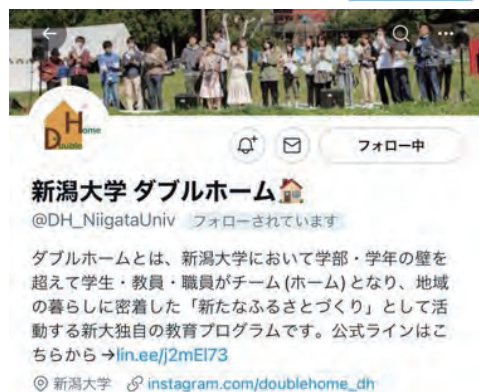 Double Home
フォロー中
新潟大学 ダブルホーム🏠
@DH_NiigataUniv フォローされています
ダブルホームとは、新潟大学において学部・学年の壁を
超えて学生・教員・職員がチーム(ホーム)となり、地域
の暮らしに密着した「新たなふるさとづくり」として活
動する新大独自の教育プログラムです。公式ラインはこ
ちらから→lin.ee/j2mEl73
新潟大学 instagram.com/doublehome_dh